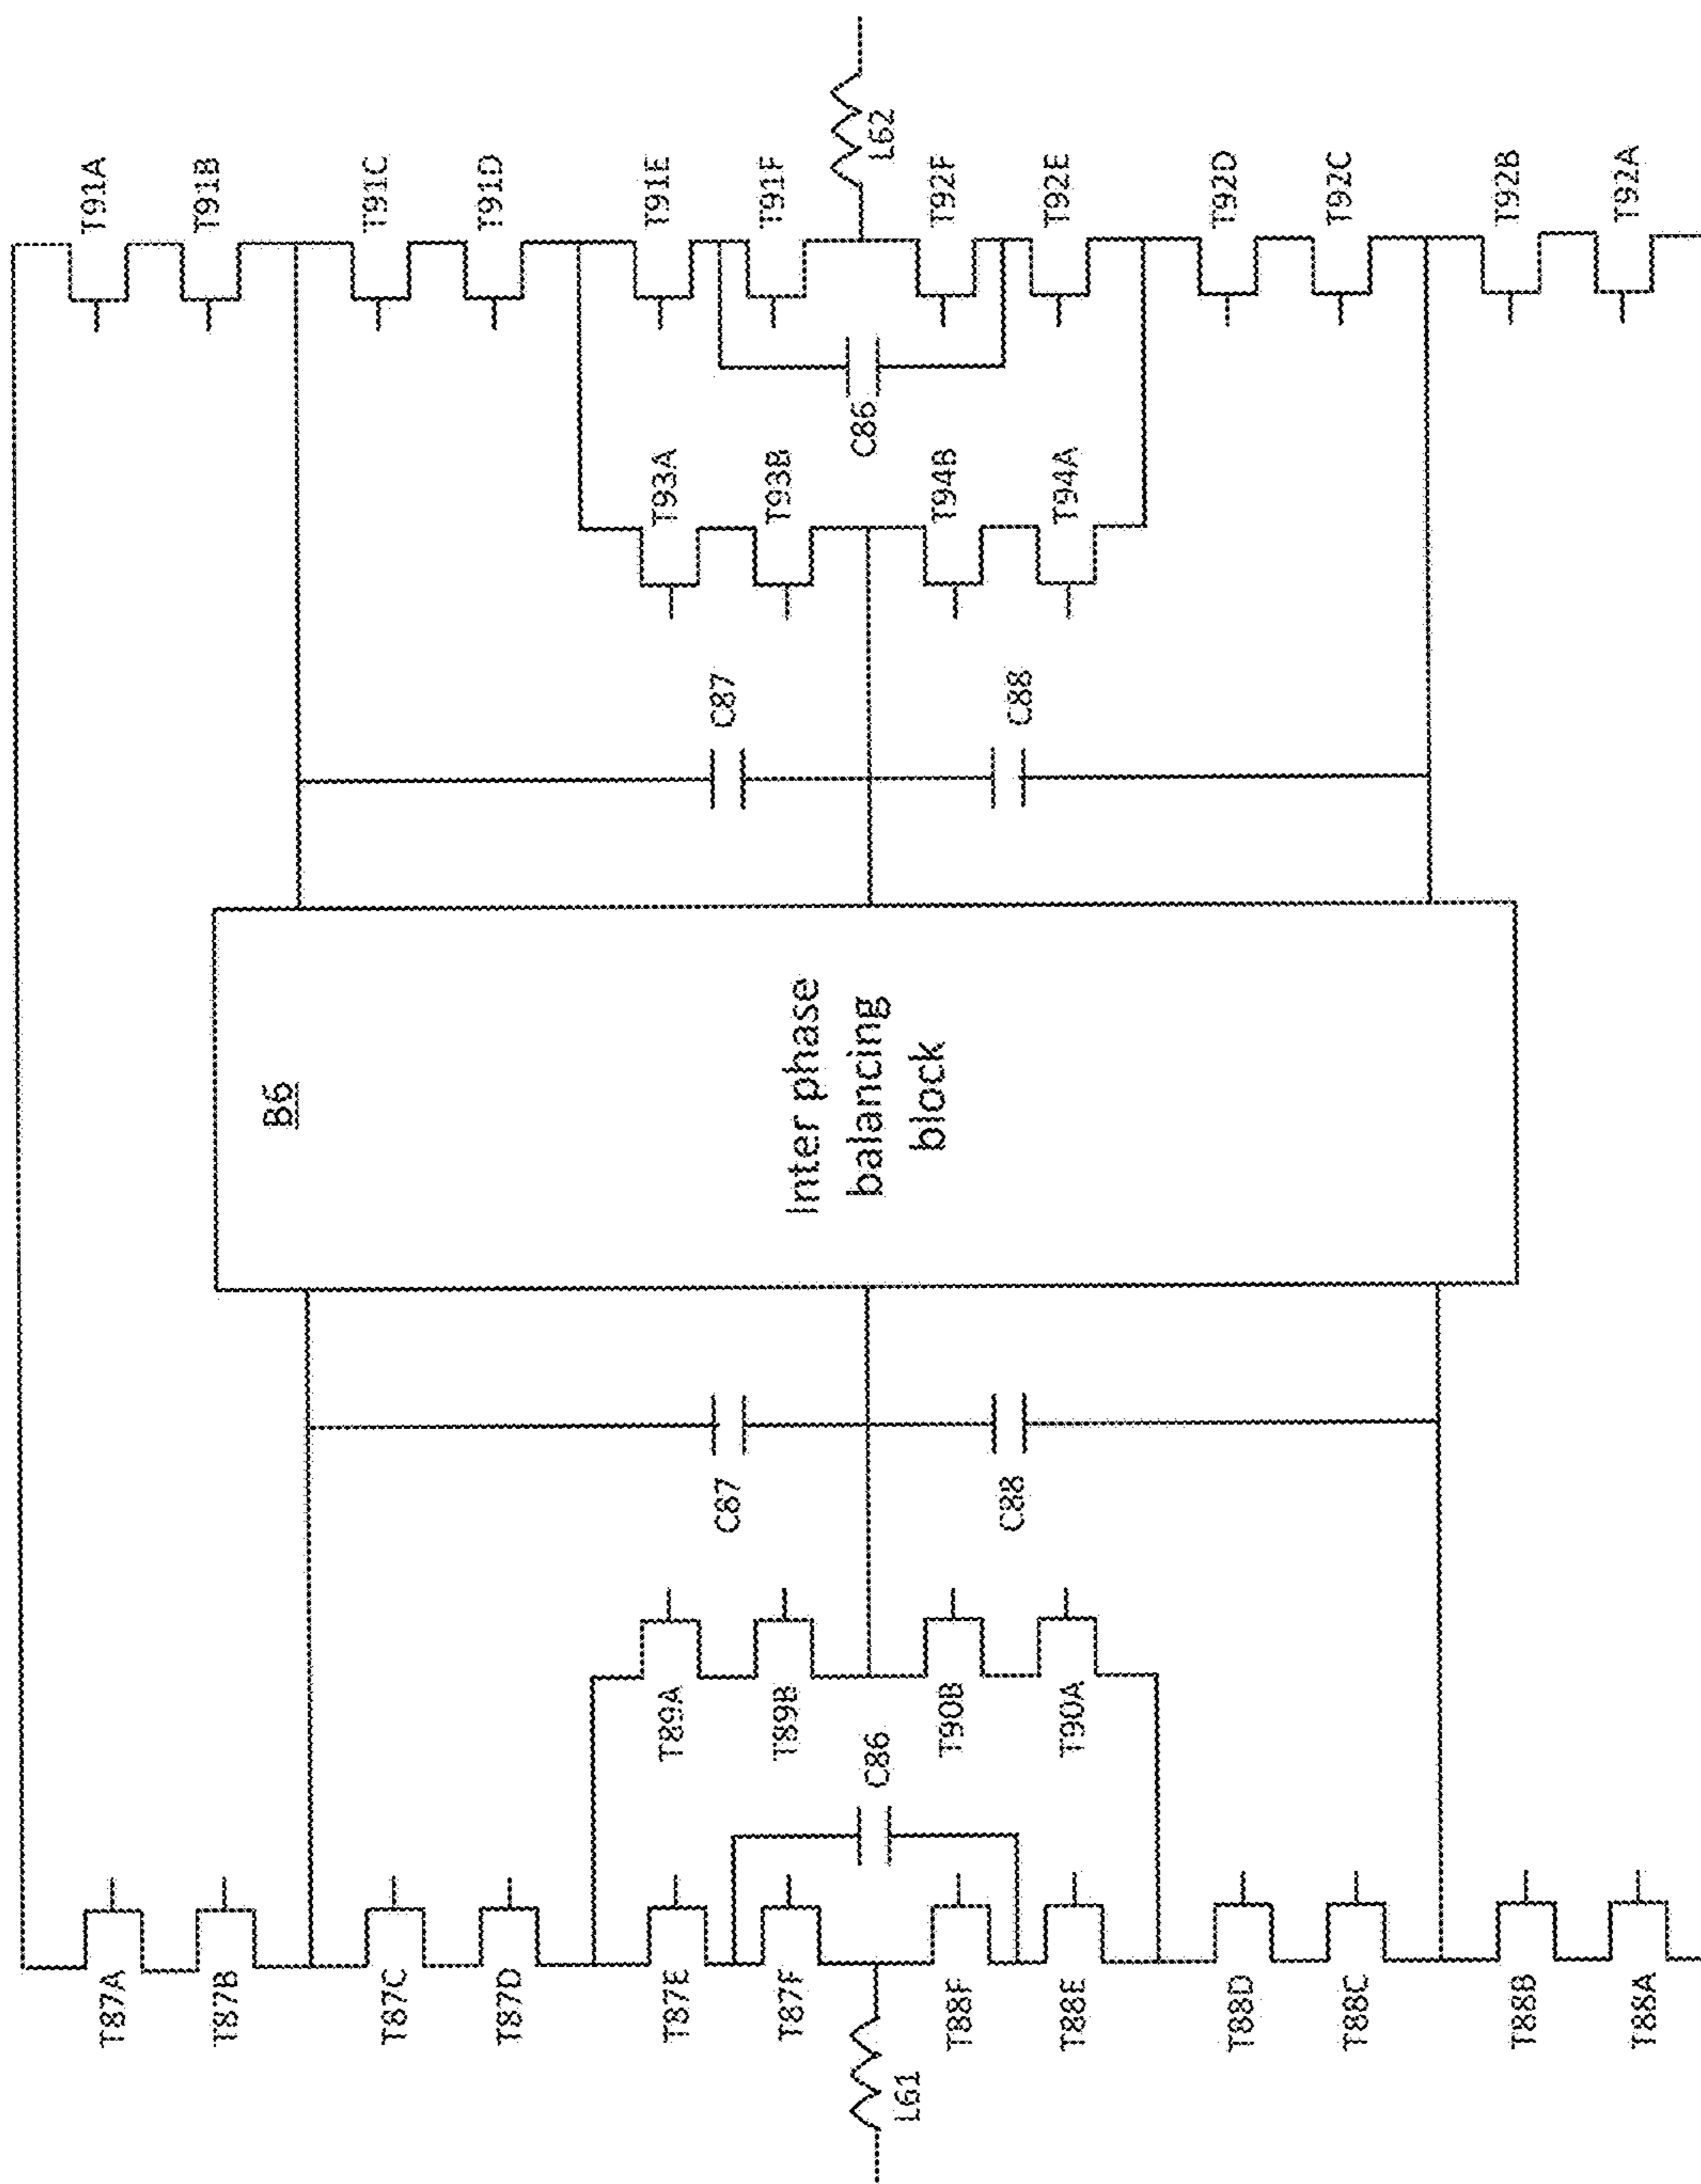 T91A
T91B
T91C
T91D
T91E
T91F
L62
T92F
T92E
T92D
T92C
T92B
T92A
C86
T93A
T93B
T94B
T94A
C87
C88
B6
Inter phase
balancing
block
C87
C88
T89A
T89B
T90B
T90A
C86
T87A
T87B
T87C
T87D
T87E
T87F
T88F
T88E
T88D
T88C
T88B
T88A
L61